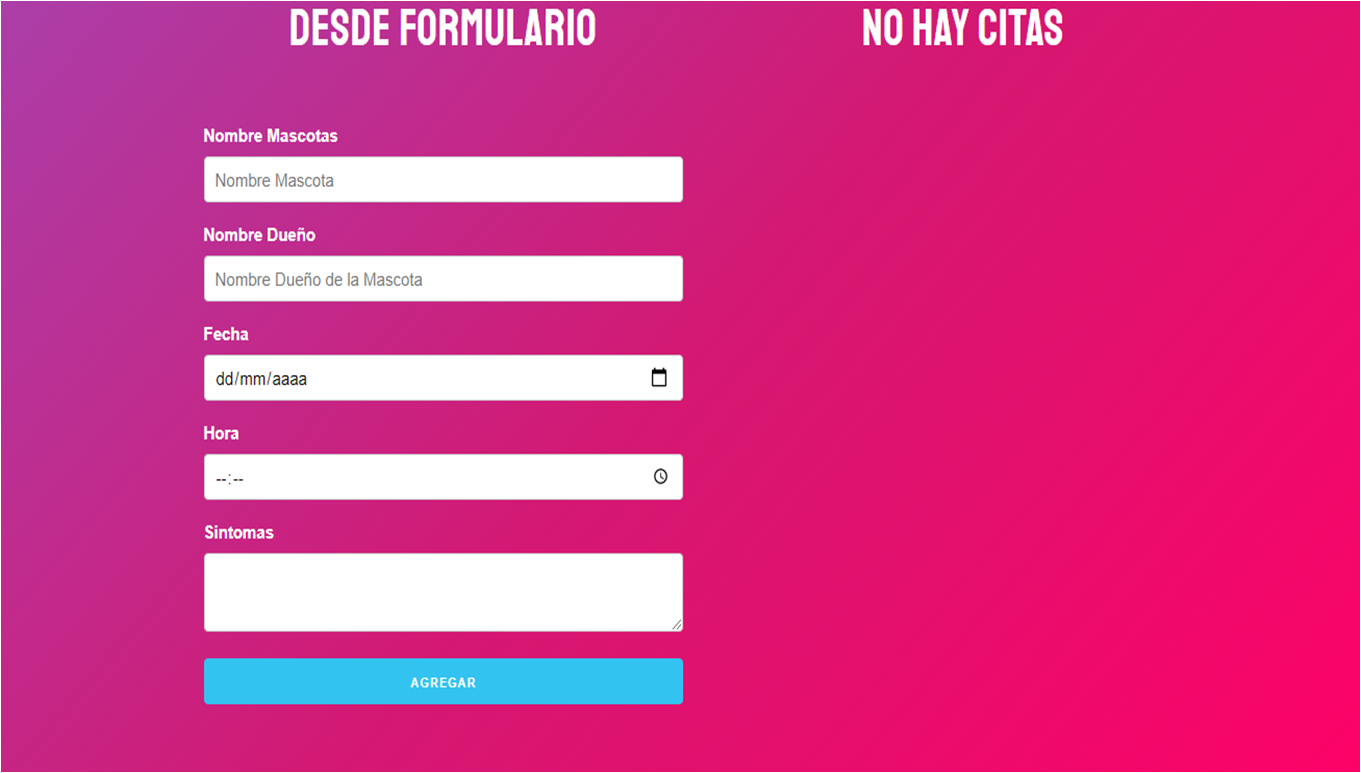 DESDE FORMULARIO
NO HAY CITAS
Nombre Mascotas
Nombre Mascota
Nombre Dueño
Nombre Dueño de la Mascota
Fecha
dd/mm/aaaa
Hora
--:--
Sintomas
AGREGAR